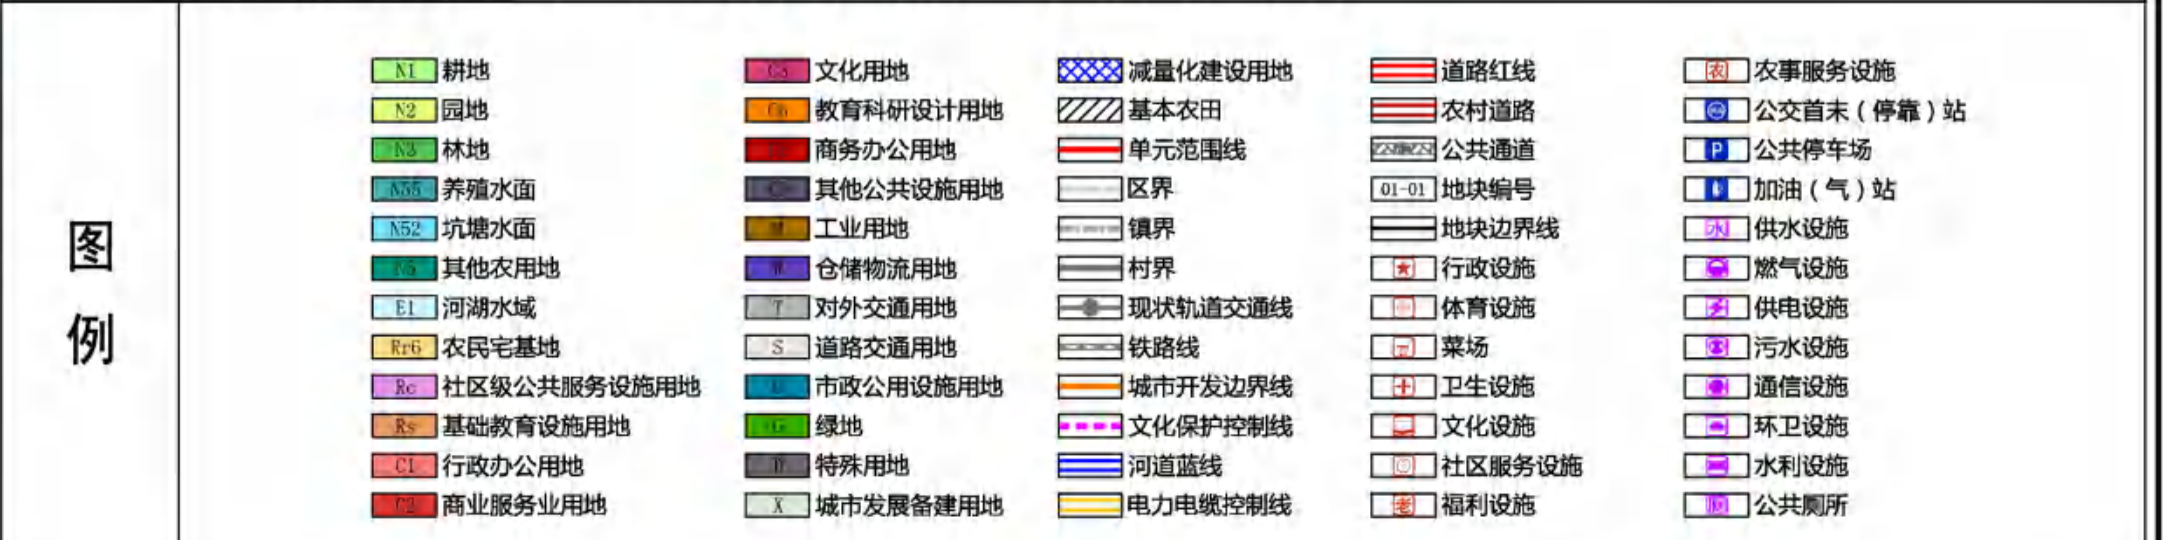 图例
N1 耕地
N2 园地
N3 林地
N55 养殖水面
N52 坑塘水面
N5 其他农用地
E1 河湖水域
Rr6 农民宅基地
Rc 社区级公共服务设施用地
Rs 基础教育设施用地
C1 行政办公用地
C2 商业服务业用地
文化用地
C6 教育科研设计用地
商务办公用地
其他公共设施用地
M 工业用地
W 仓储物流用地
T 对外交通用地
S 道路交通用地
U 市政公用设施用地
G 绿地
特殊用地
X 城市发展备建用地
减量化建设用地
基本农田
单元范围线
区界
镇界
村界
现状轨道交通线
铁路线
城市开发边界线
文化保护控制线
河道蓝线
电力电缆控制线
道路红线
农村道路
公共通道
01-01 地块编号
地块边界线
行政设施
体育设施
菜场
卫生设施
文化设施
社区服务设施
老 福利设施
农 农事服务设施
公交首末（停靠）站
P 公共停车场
加油（气）站
水 供水设施
燃气设施
供电设施
污水设施
通信设施
环卫设施
水利设施
公共厕所